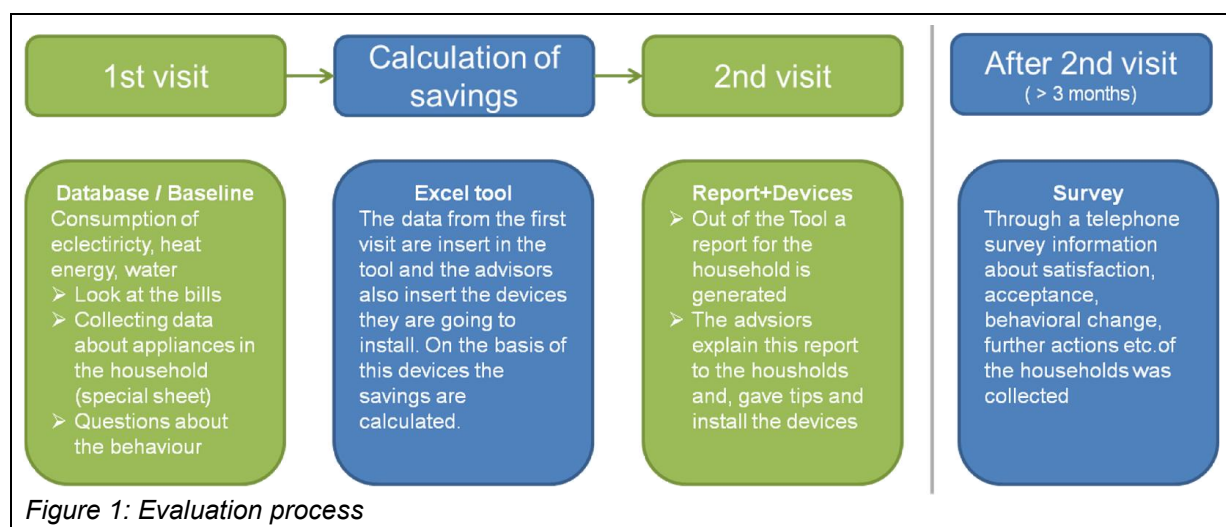 1st visit
Calculation of
savings
2nd visit
After 2nd visit
( > 3 months)
Database / Baseline
Consumption of
eclectiricty, heat
energy, water
➢ Look at the bills
➢ Collecting data
about appliances in
the household
(special sheet)
➢ Questions about
the behaviour
Excel tool
The data from the first
visit are insert in the
tool and the advisors
also insert the devices
they are going to
install. On the basis of
this devices the
savings are
calculated.
Report+Devices
➢ Out of the Tool a
report for the
household is
generated
➢ The advsiors
explain this report
to the housholds
and, gave tips and
install the devices
Survey
Through a telephone
survey information
about satisfaction,
acceptance,
behavioral change,
further actions etc.of
the households was
collected
Figure 1: Evaluation process